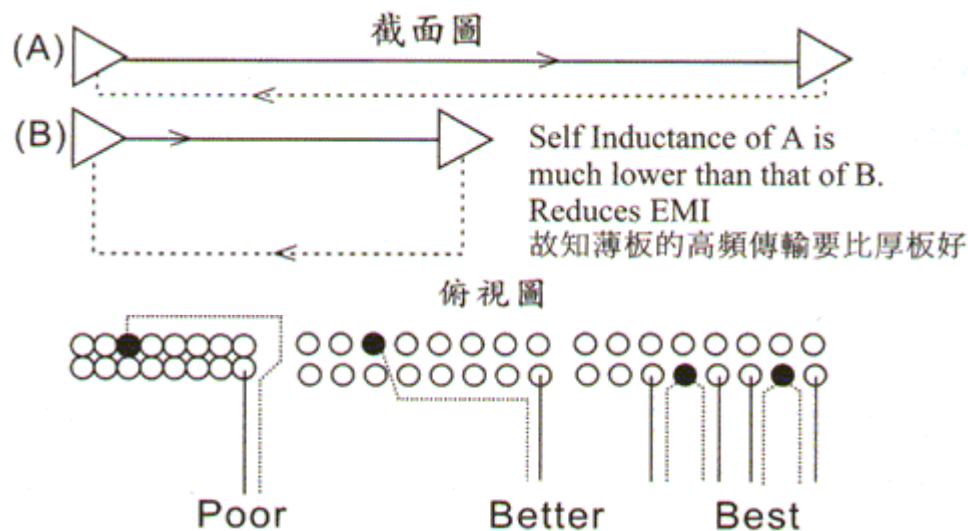 截面圖
(A)
(B)
Self Inductance of A is
much lower than that of B.
Reduces EMI
故知薄板的高頻傳輸要比厚板好
俯視圖
Poor
Better
Best